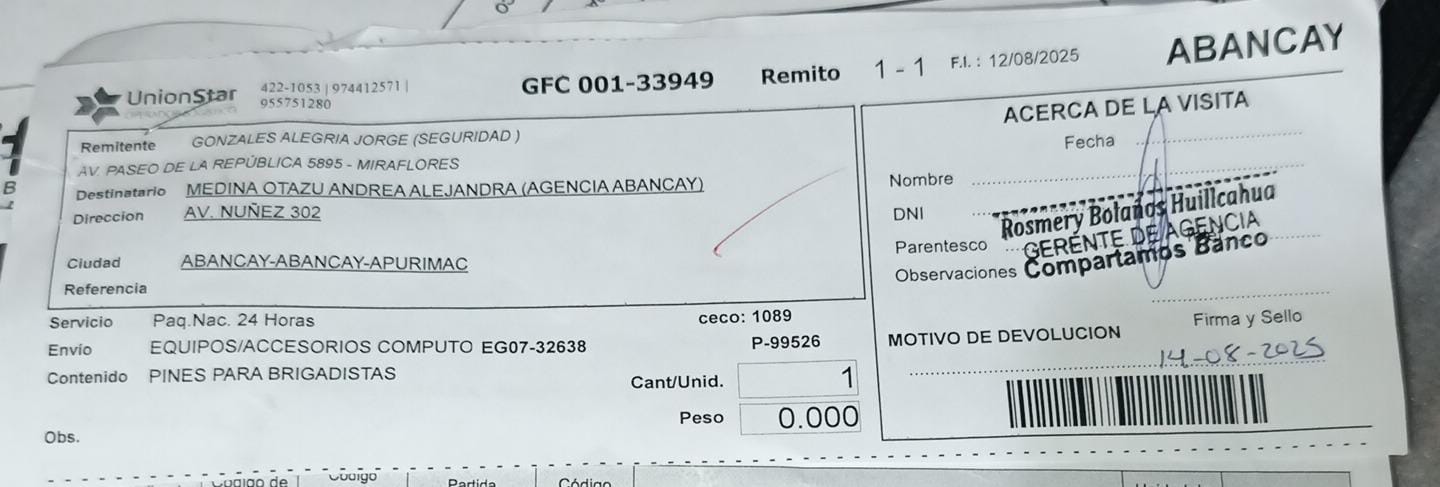 ABANCAY
UnionStar
422-1053 | 974412571 |
955751280
GFC 001-33949 Remito 1 - 1 F.I. : 12/08/2025
Remitente GONZALES ALEGRIA JORGE (SEGURIDAD )
AV. PASEO DE LA REPÚBLICA 5895 - MIRAFLORES
Destinatario MEDINA OTAZU ANDREA ALEJANDRA (AGENCIA ABANCAY)
Direccion AV. NUÑEZ 302
Ciudad ABANCAY-ABANCAY-APURIMAC
Referencia
Servicio Paq.Nac. 24 Horas ceco: 1089
Envío EQUIPOS/ACCESORIOS COMPUTO EG07-32638 P-99526
Contenido PINES PARA BRIGADISTAS
Cant/Unid. 1
Peso 0.000
Obs.
ACERCA DE LA VISITA
Fecha
Nombre
DNI
Parentesco
Observaciones
Rosmery Bolaños Huillcahua
GERENTE DE AGENCIA
Compartamos Banco
Firma y Sello
MOTIVO DE DEVOLUCION
14-08-2025
Partida
Código